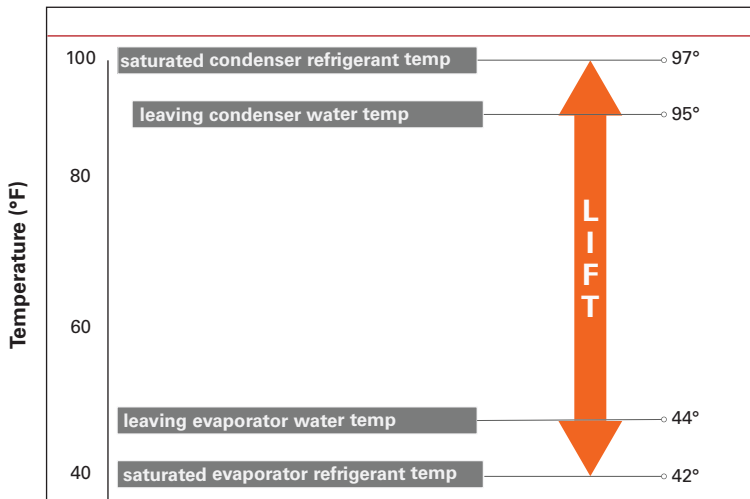 100
saturated condenser refrigerant temp
97°
leaving condenser water temp
95°
80
Temperature (°F)
LIFT
60
leaving evaporator water temp
44°
40
saturated evaporator refrigerant temp
42°